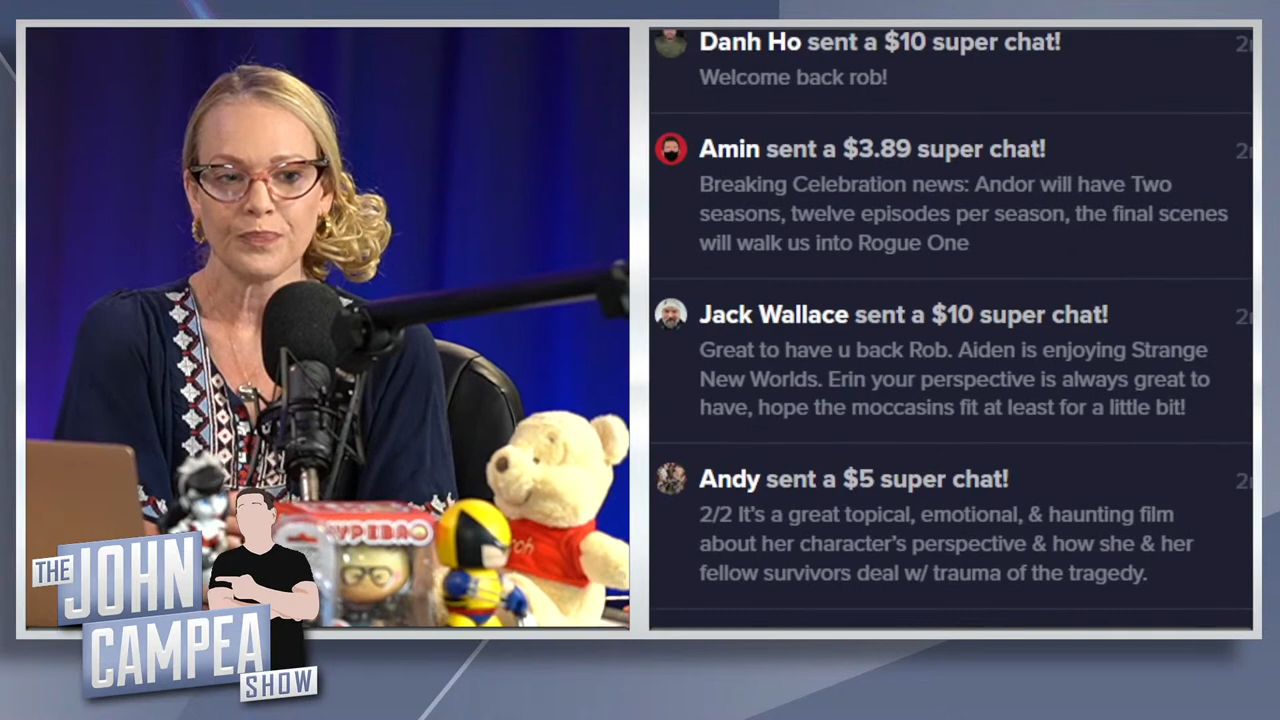 Danh Ho sent a $10 super chat!
Welcome back rob!
Amin sent a $3.89 super chat!
Breaking Celebration news: Andor will have Two
seasons, twelve episodes per season, the final scenes
will walk us into Rogue One
Jack Wallace sent a $10 super chat!
Great to have u back Rob. Aiden is enjoying Strange
New Worlds. Erin your perspective is always great to
have, hope the moccasins fit at least for a little bit!
Andy sent a $5 super chat!
2/2 It's a great topical, emotional, & haunting film
about her character's perspective & how she & her
fellow survivors deal w/ trauma of the tragedy.
THE
JOHN
CAMPEA
SHOW